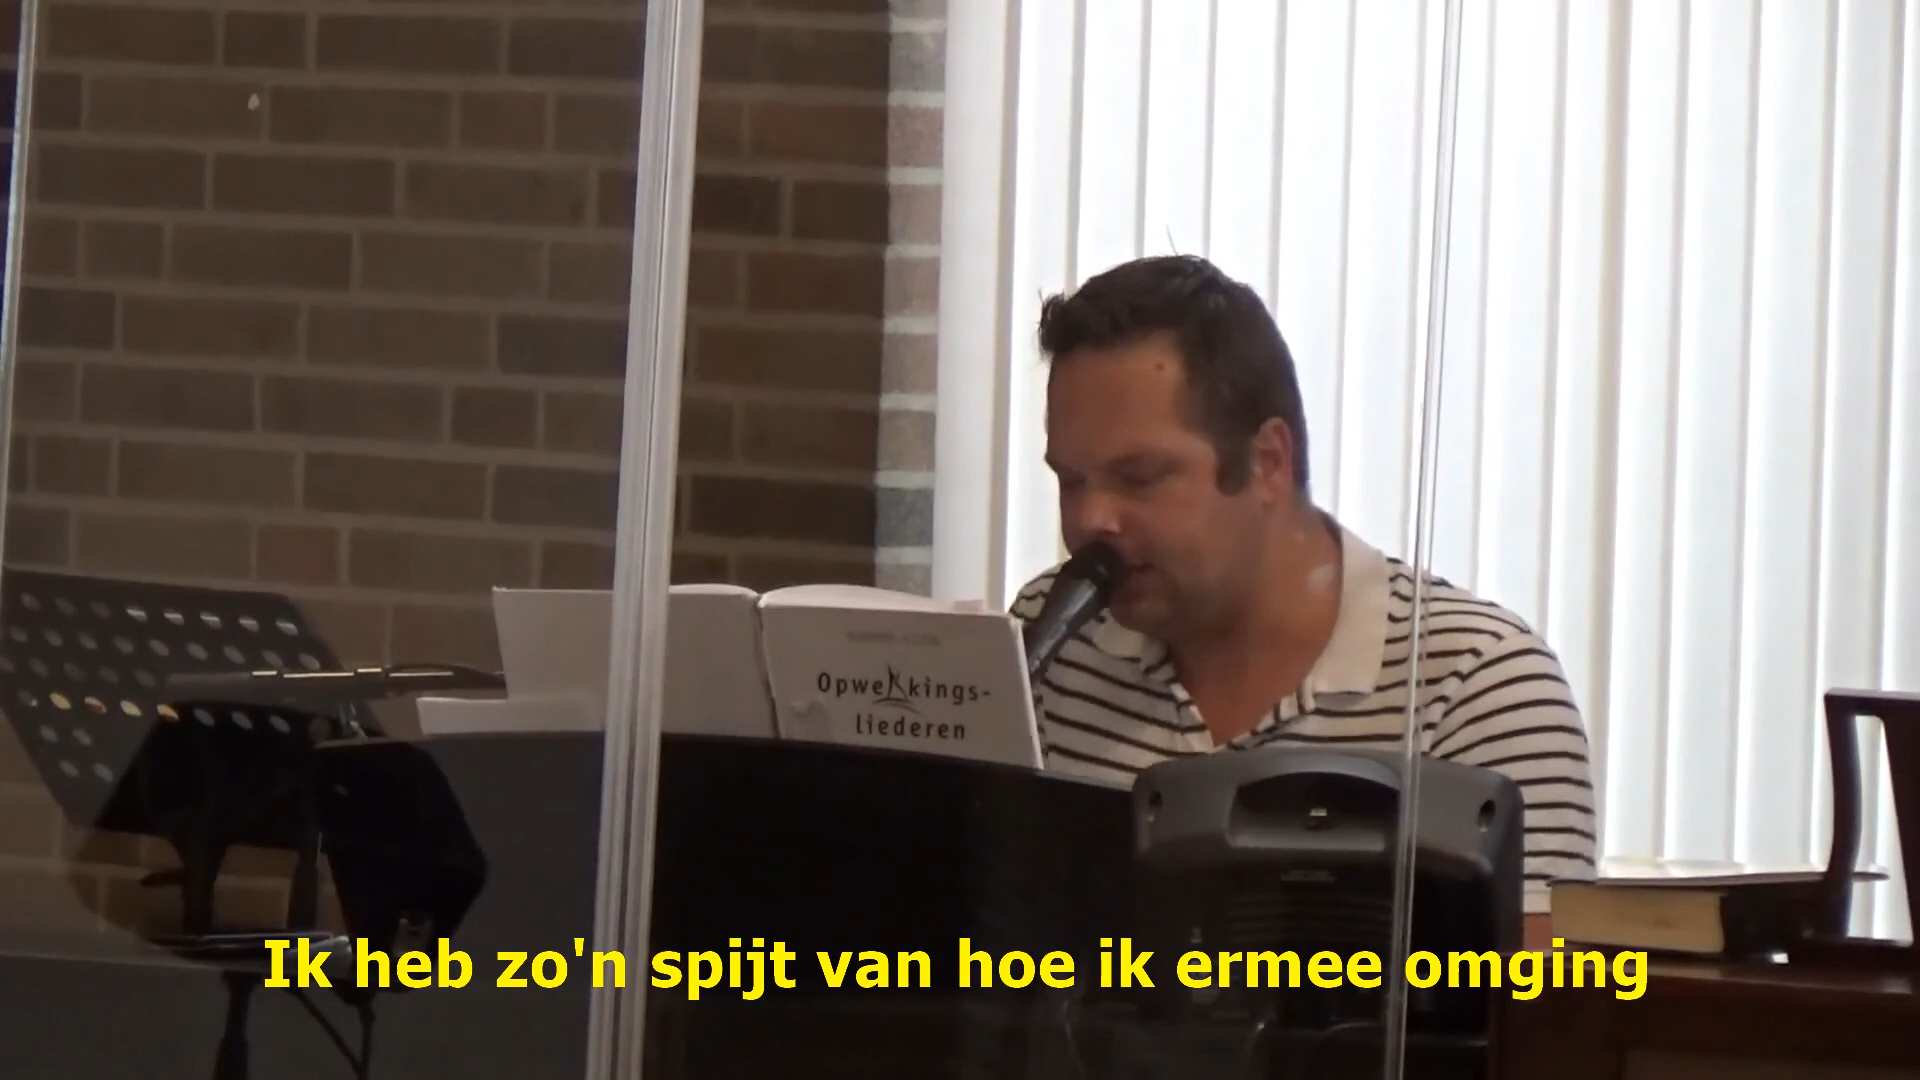 Opwekkings-
liederen
Ik heb zo'n spijt van hoe ik ermee omging